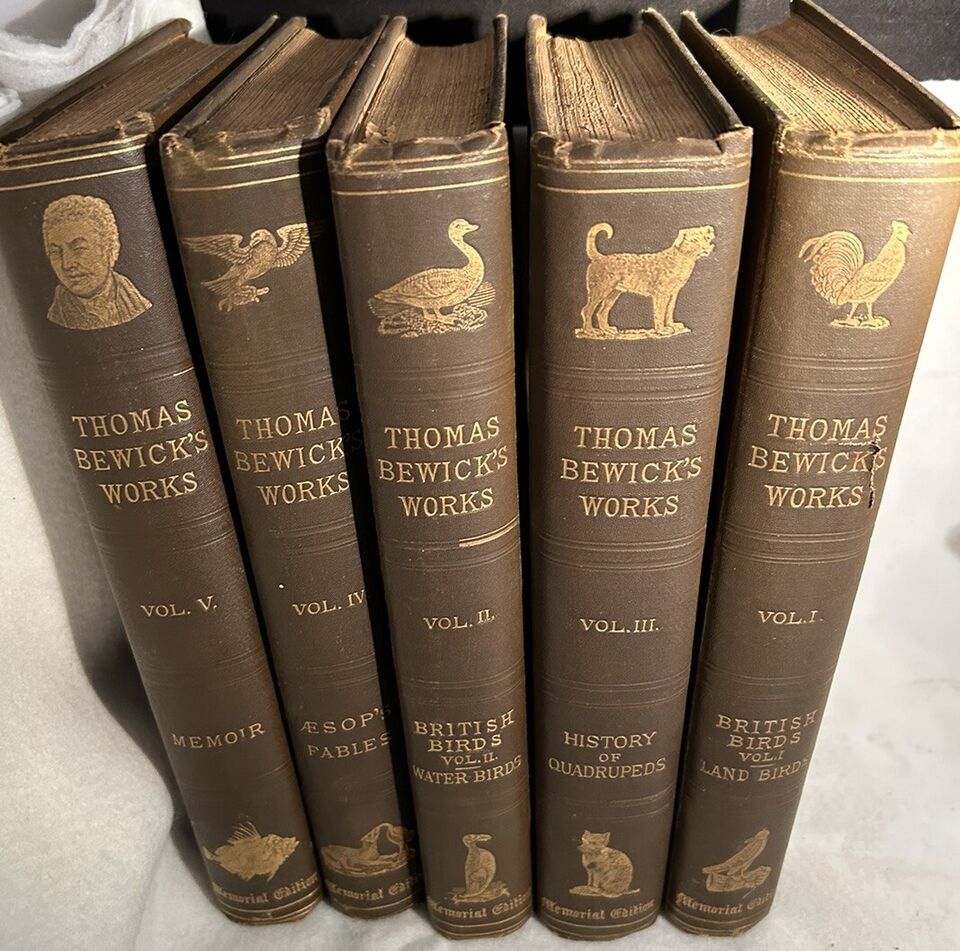 THOMAS
BEWICK'S
WORKS
VOL. V.
MEMOIR
Memorial Edition
THOMAS
BEWICK'S
WORKS
VOL. IV
ÆSOP'S
FABLES
Memorial Edition
THOMAS
BEWICK'S
WORKS
VOL. II.
BRITISH
BIRDS
VOL. II.
WATER BIRDS
Memorial Edition
THOMAS
BEWICK'S
WORKS
VOL. III.
HISTORY
OF
QUADRUPEDS
Memorial Edition
THOMAS
BEWICK'S
WORKS
VOL. I.
BRITISH
BIRDS
VOL. I
LAND BIRDS
Memorial Edition